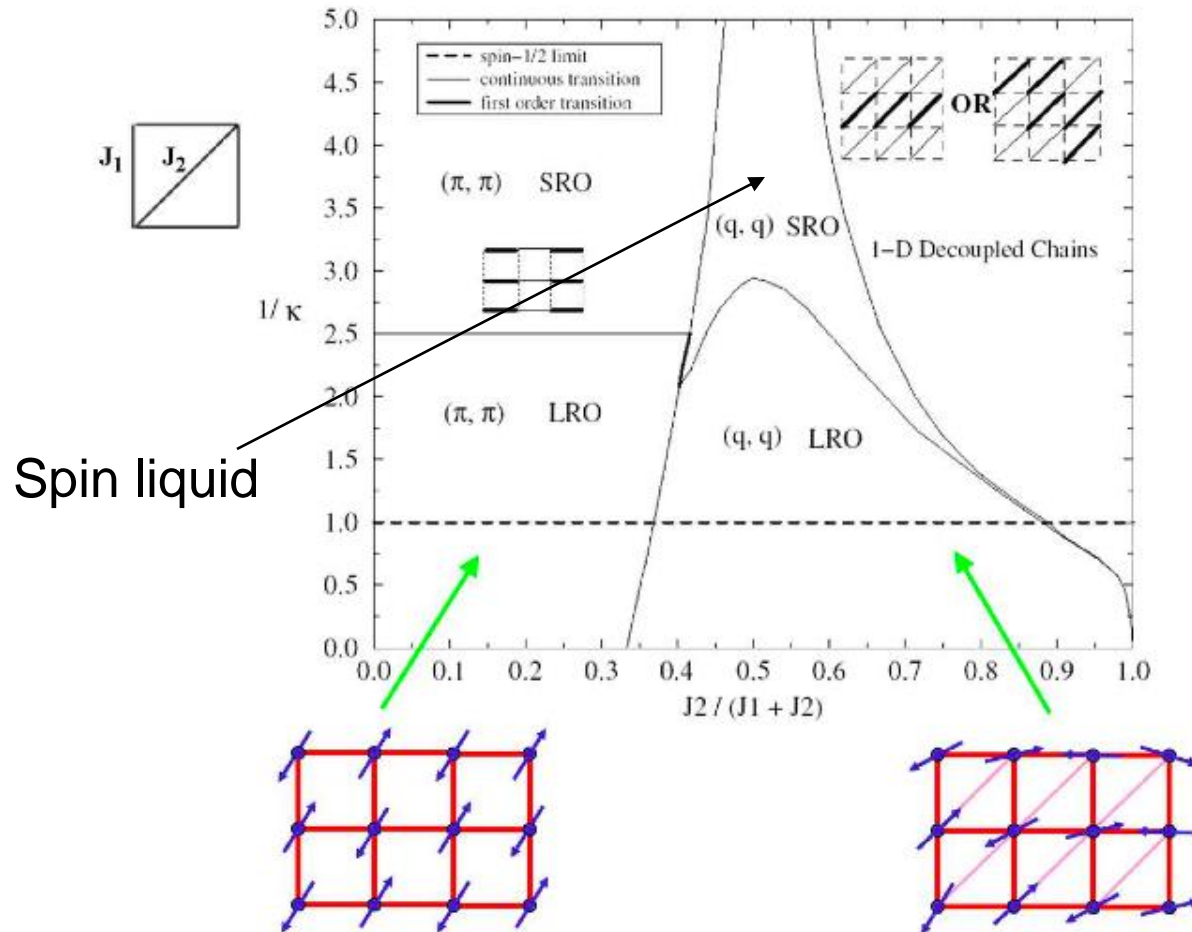 5.0
4.5
4.0
3.5
3.0
2.5
2.0
1.5
1.0
0.5
0.0
1/ κ
spin-1/2 limit
continuous transition
first order transition
OR
J₁
J₂
(π, π) SRO
(q, q) SRO
1-D Decoupled Chains
(π, π) LRO
(q, q) LRO
Spin liquid
0.0 0.1 0.2 0.3 0.4 0.5 0.6 0.7 0.8 0.9 1.0
J2 / (J1 + J2)